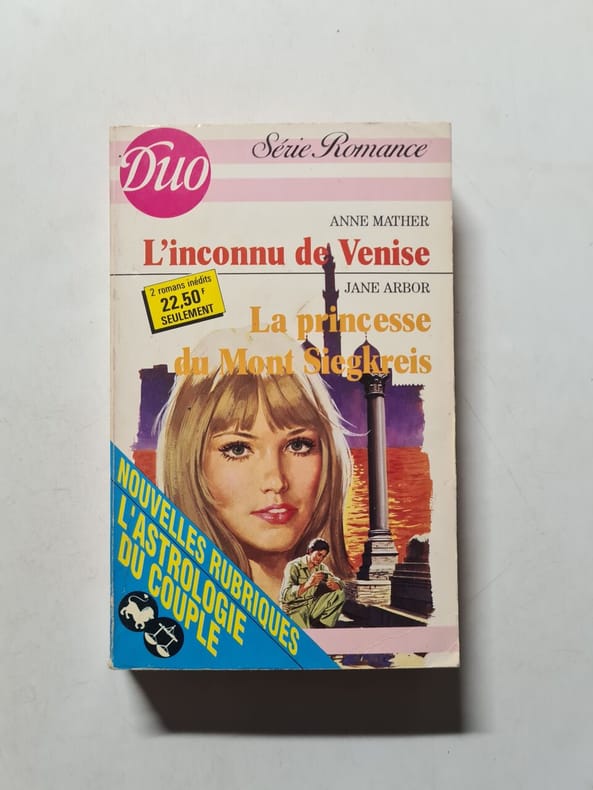 Duo
Série Romance
ANNE MATHER
L'inconnu de Venise
JANE ARBOR
2 romans inédits
22,50F
SEULEMENT
La princesse
du Mont Siegkreis
NOUVELLES RUBRIQUES
L'ASTROLOGIE
DU COUPLE